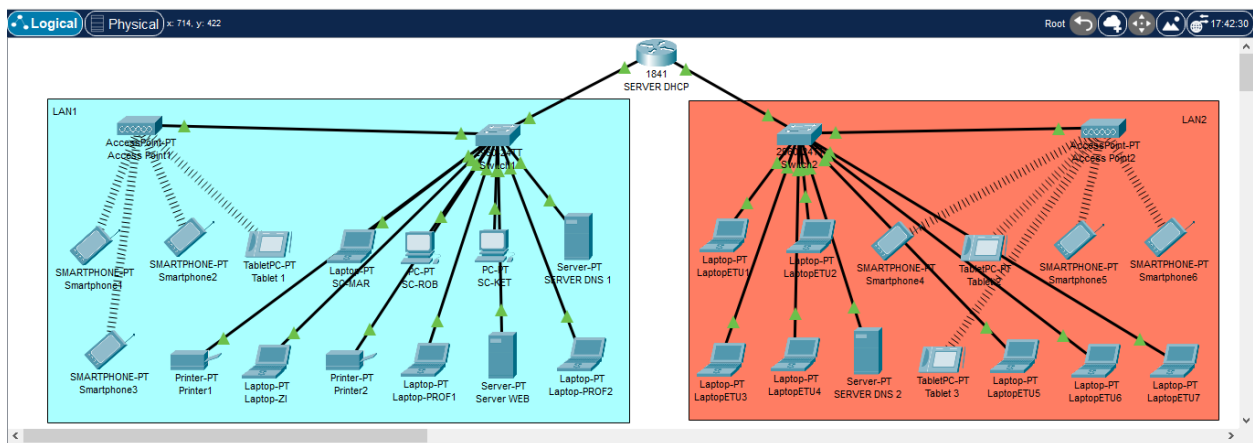 Logical
Physical
x: 714, y: 422
Root
17:42:30
1841
SERVER DHCP
LAN1
AccessPoint-PT
Access Point1
Switch1
SMARTPHONE-PT
Smartphone1
SMARTPHONE-PT
Smartphone2
TabletPC-PT
Tablet 1
Laptop-PT
SC-MAR
PC-PT
SC-ROB
PC-PT
SC-KET
Server-PT
SERVER DNS 1
SMARTPHONE-PT
Smartphone3
Printer-PT
Printer1
Laptop-PT
Laptop-ZI
Printer-PT
Printer2
Laptop-PT
Laptop-PROF1
Server-PT
Server WEB
Laptop-PT
Laptop-PROF2
LAN2
Switch2
AccessPoint-PT
Access Point2
Laptop-PT
LaptopETU1
Laptop-PT
LaptopETU2
SMARTPHONE-PT
Smartphone4
TabletPC-PT
Tablet 2
SMARTPHONE-PT
Smartphone5
SMARTPHONE-PT
Smartphone6
Laptop-PT
LaptopETU3
Laptop-PT
LaptopETU4
Server-PT
SERVER DNS 2
TabletPC-PT
Tablet 3
Laptop-PT
LaptopETU5
Laptop-PT
LaptopETU6
Laptop-PT
LaptopETU7